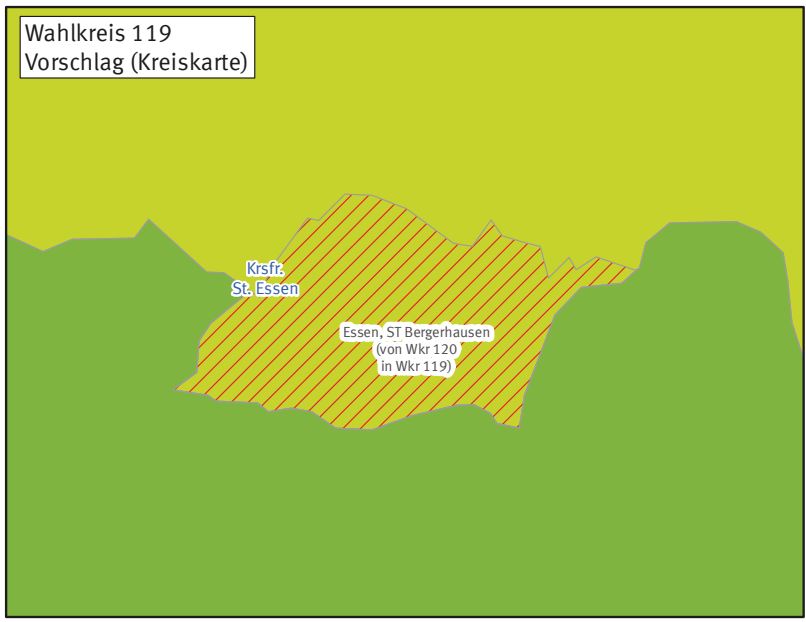 Wahlkreis 119
Vorschlag (Kreiskarte)
Krsfr.
St. Essen
Essen, ST Bergerhausen
(von Wkr 120
in Wkr 119)